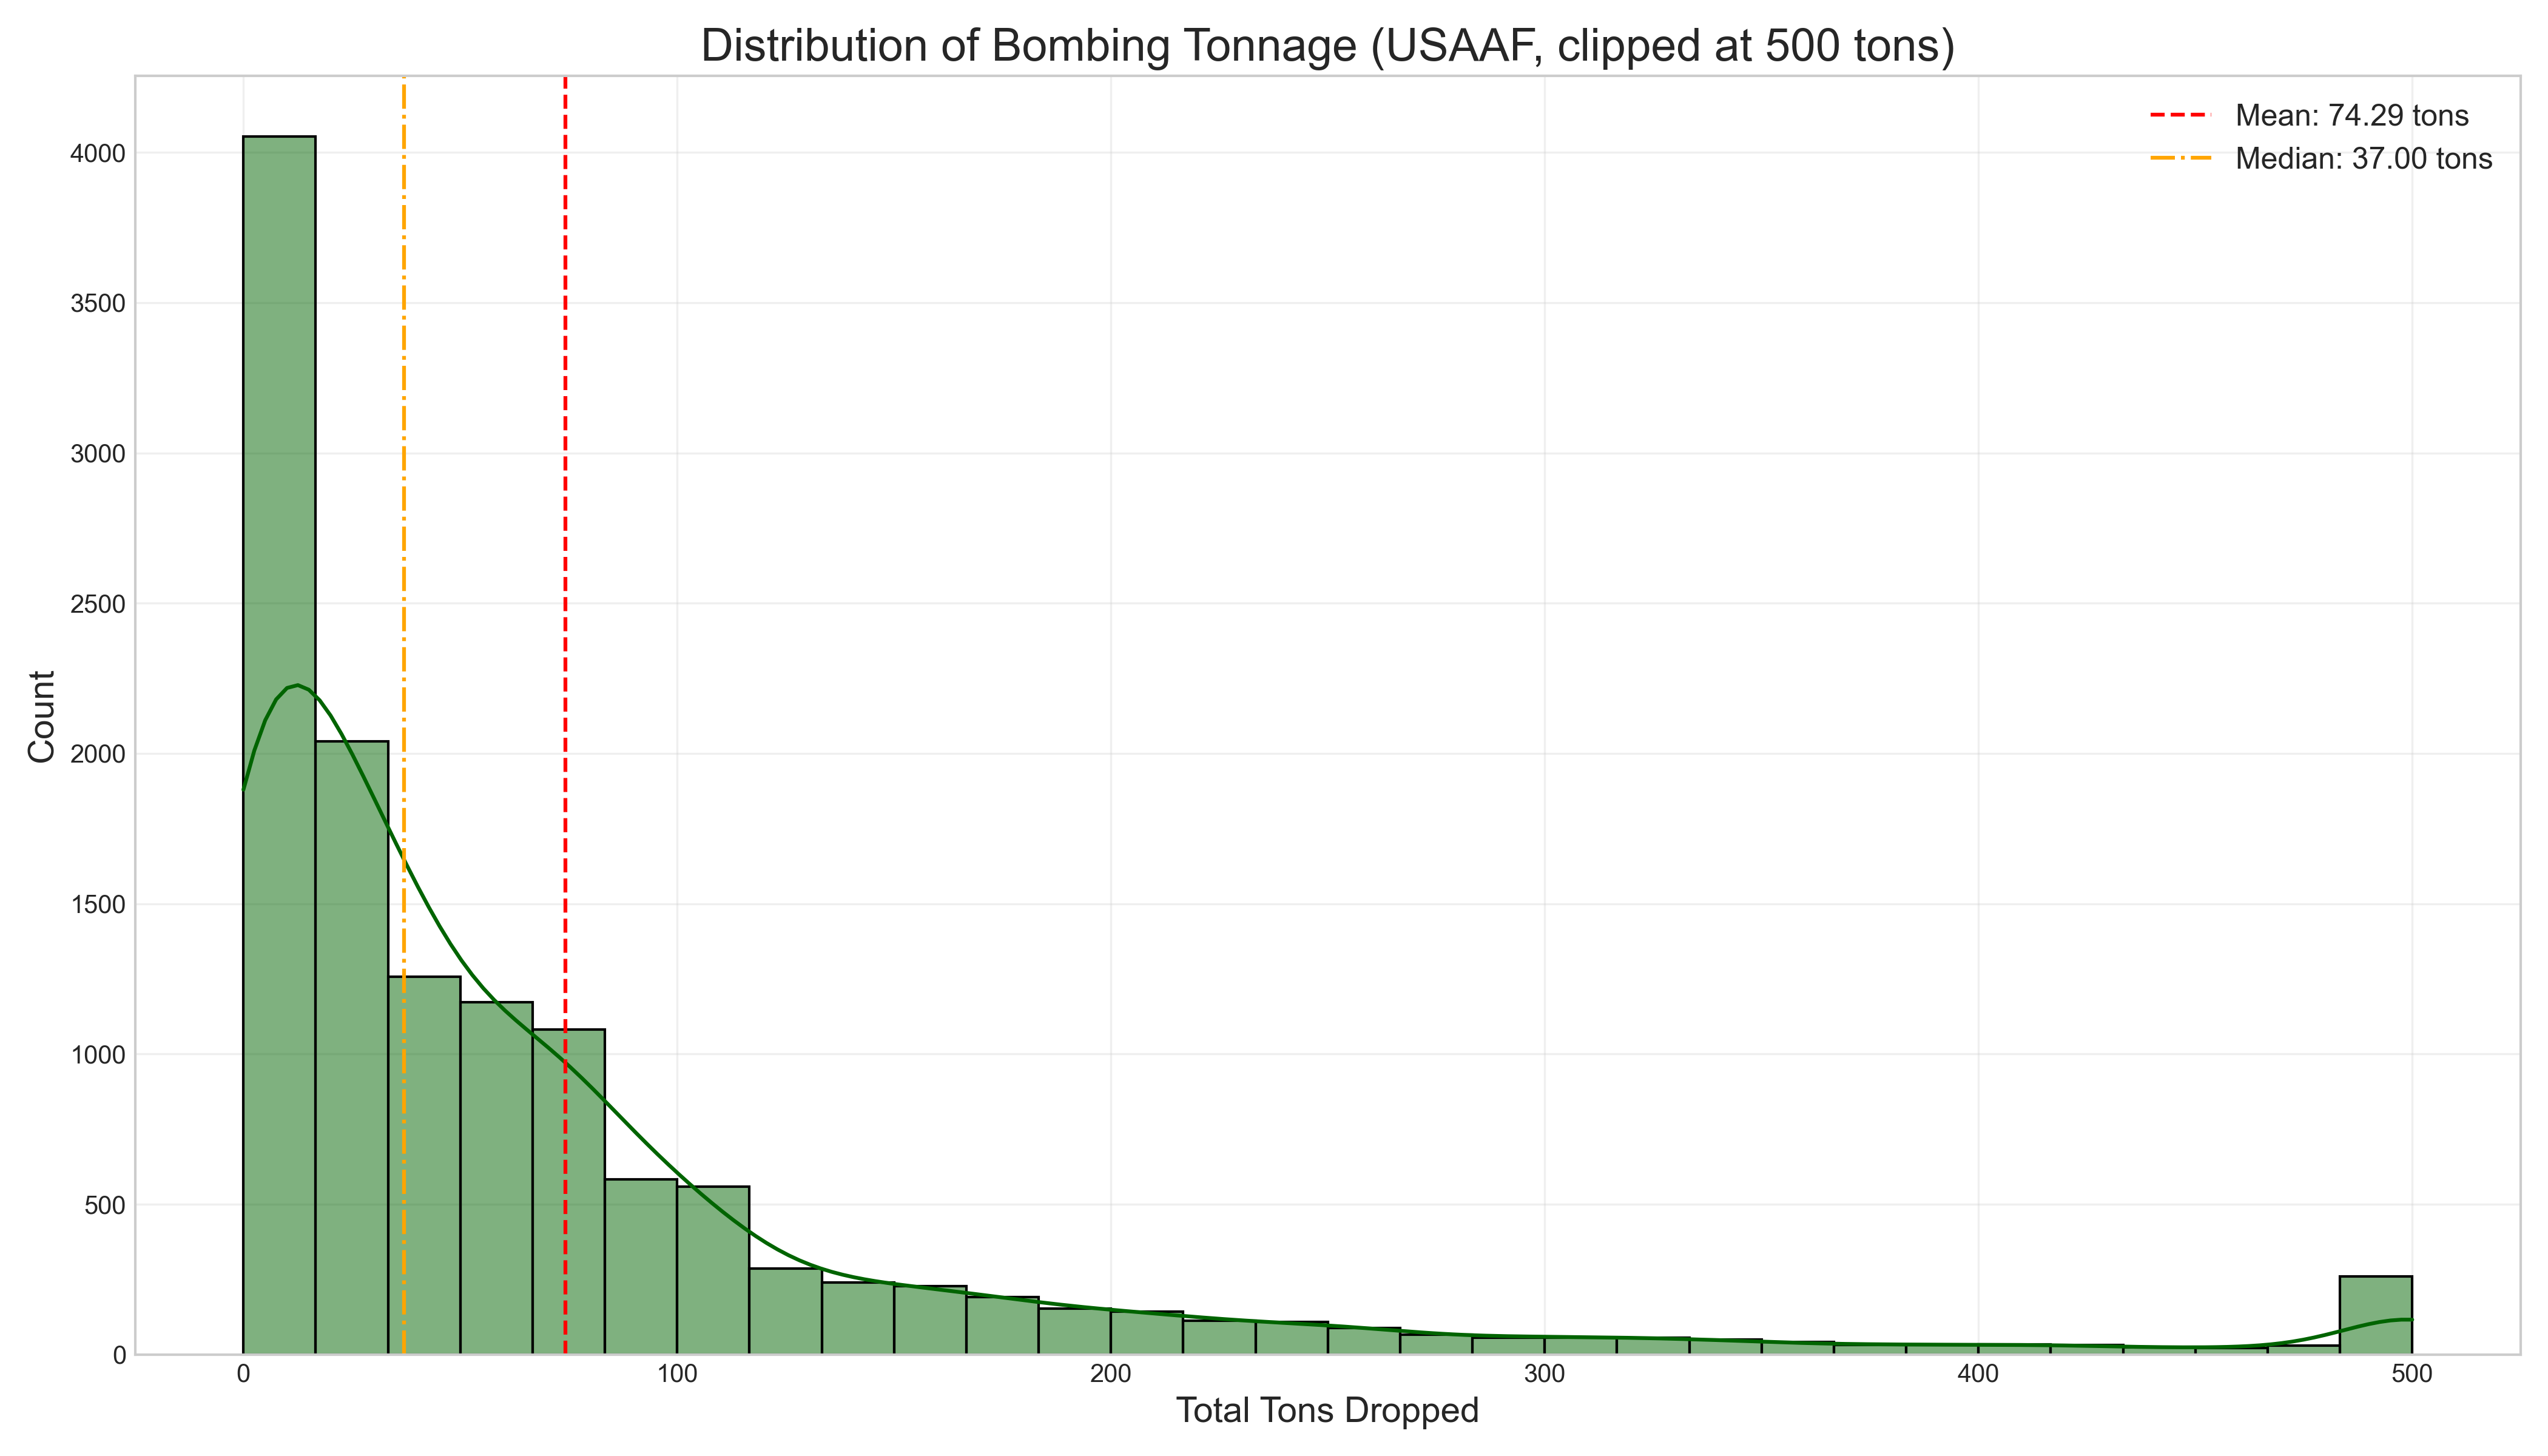 Distribution of Bombing Tonnage (USAAF, clipped at 500 tons)
Mean: 74.29 tons
Median: 37.00 tons
4000
3500
3000
2500
2000
1500
1000
500
0
Count
0 100 200 300 400 500
Total Tons Dropped